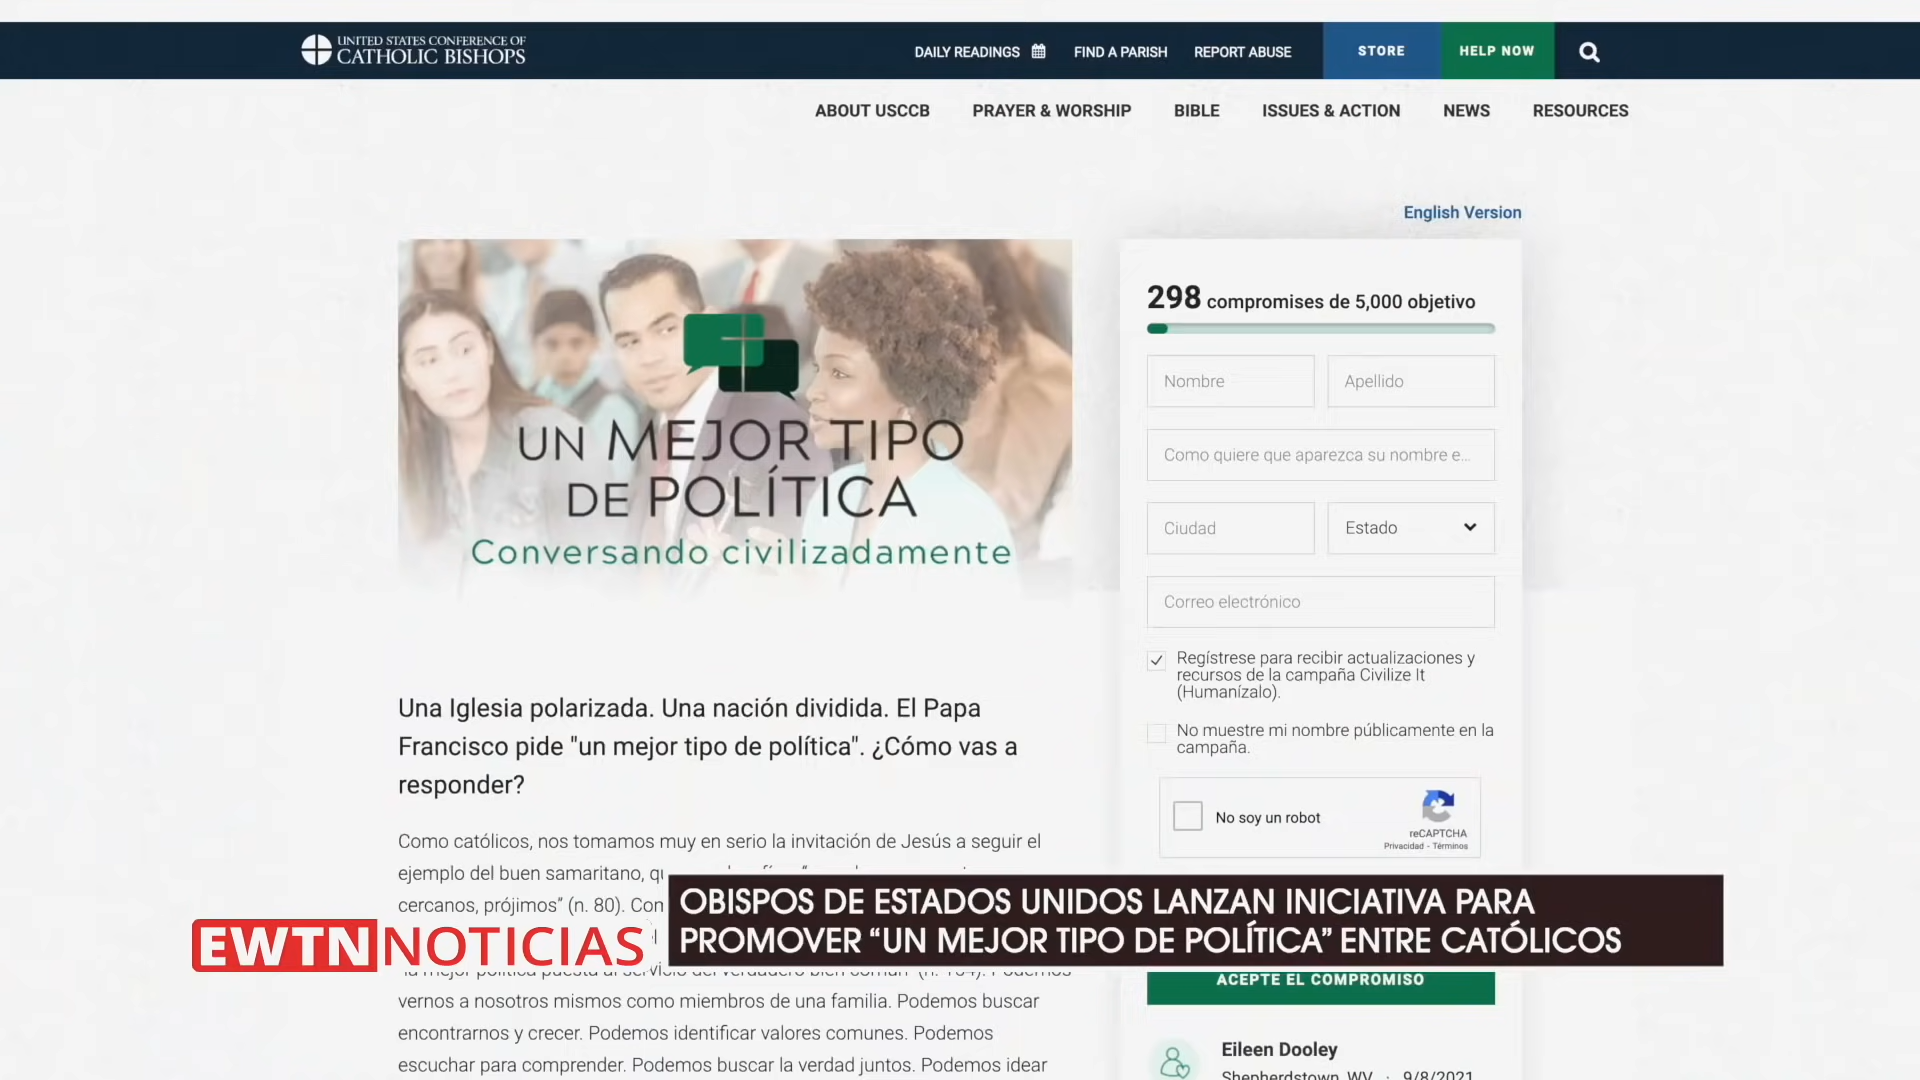 UNITED STATES CONFERENCE OF
CATHOLIC BISHOPS
DAILY READINGS
FIND A PARISH
REPORT ABUSE
STORE
HELP NOW
ABOUT USCCB
PRAYER & WORSHIP
BIBLE
ISSUES & ACTION
NEWS
RESOURCES
English Version
UN MEJOR TIPO
DE POLÍTICA
Conversando civilizadamente
298 compromises de 5,000 objetivo
Nombre
Apellido
Como quiere que aparezca su nombre e...
Ciudad
Estado
Correo electrónico
Regístrese para recibir actualizaciones y
recursos de la campaña Civilize It
(Humanízalo).
No muestre mi nombre públicamente en la
campaña.
No soy un robot
reCAPTCHA
Privacidad - Términos
Una Iglesia polarizada. Una nación dividida. El Papa
Francisco pide "un mejor tipo de política". ¿Cómo vas a
responder?
Como católicos, nos tomamos muy en serio la invitación de Jesús a seguir el
ejemplo del buen samaritano,
cercanos, prójimos” (n. 80).
vernos a nosotros mismos como miembros de una familia. Podemos buscar
encontrarnos y crecer. Podemos identificar valores comunes. Podemos
escuchar para comprender. Podemos buscar la verdad juntos. Podemos idear
EWTN NOTICIAS
OBISPOS DE ESTADOS UNIDOS LANZAN INICIATIVA PARA
PROMOVER “UN MEJOR TIPO DE POLÍTICA” ENTRE CATÓLICOS
ACEPTE EL COMPROMISO
Eileen Dooley
Shepherdstown, WV · 9/8/2021